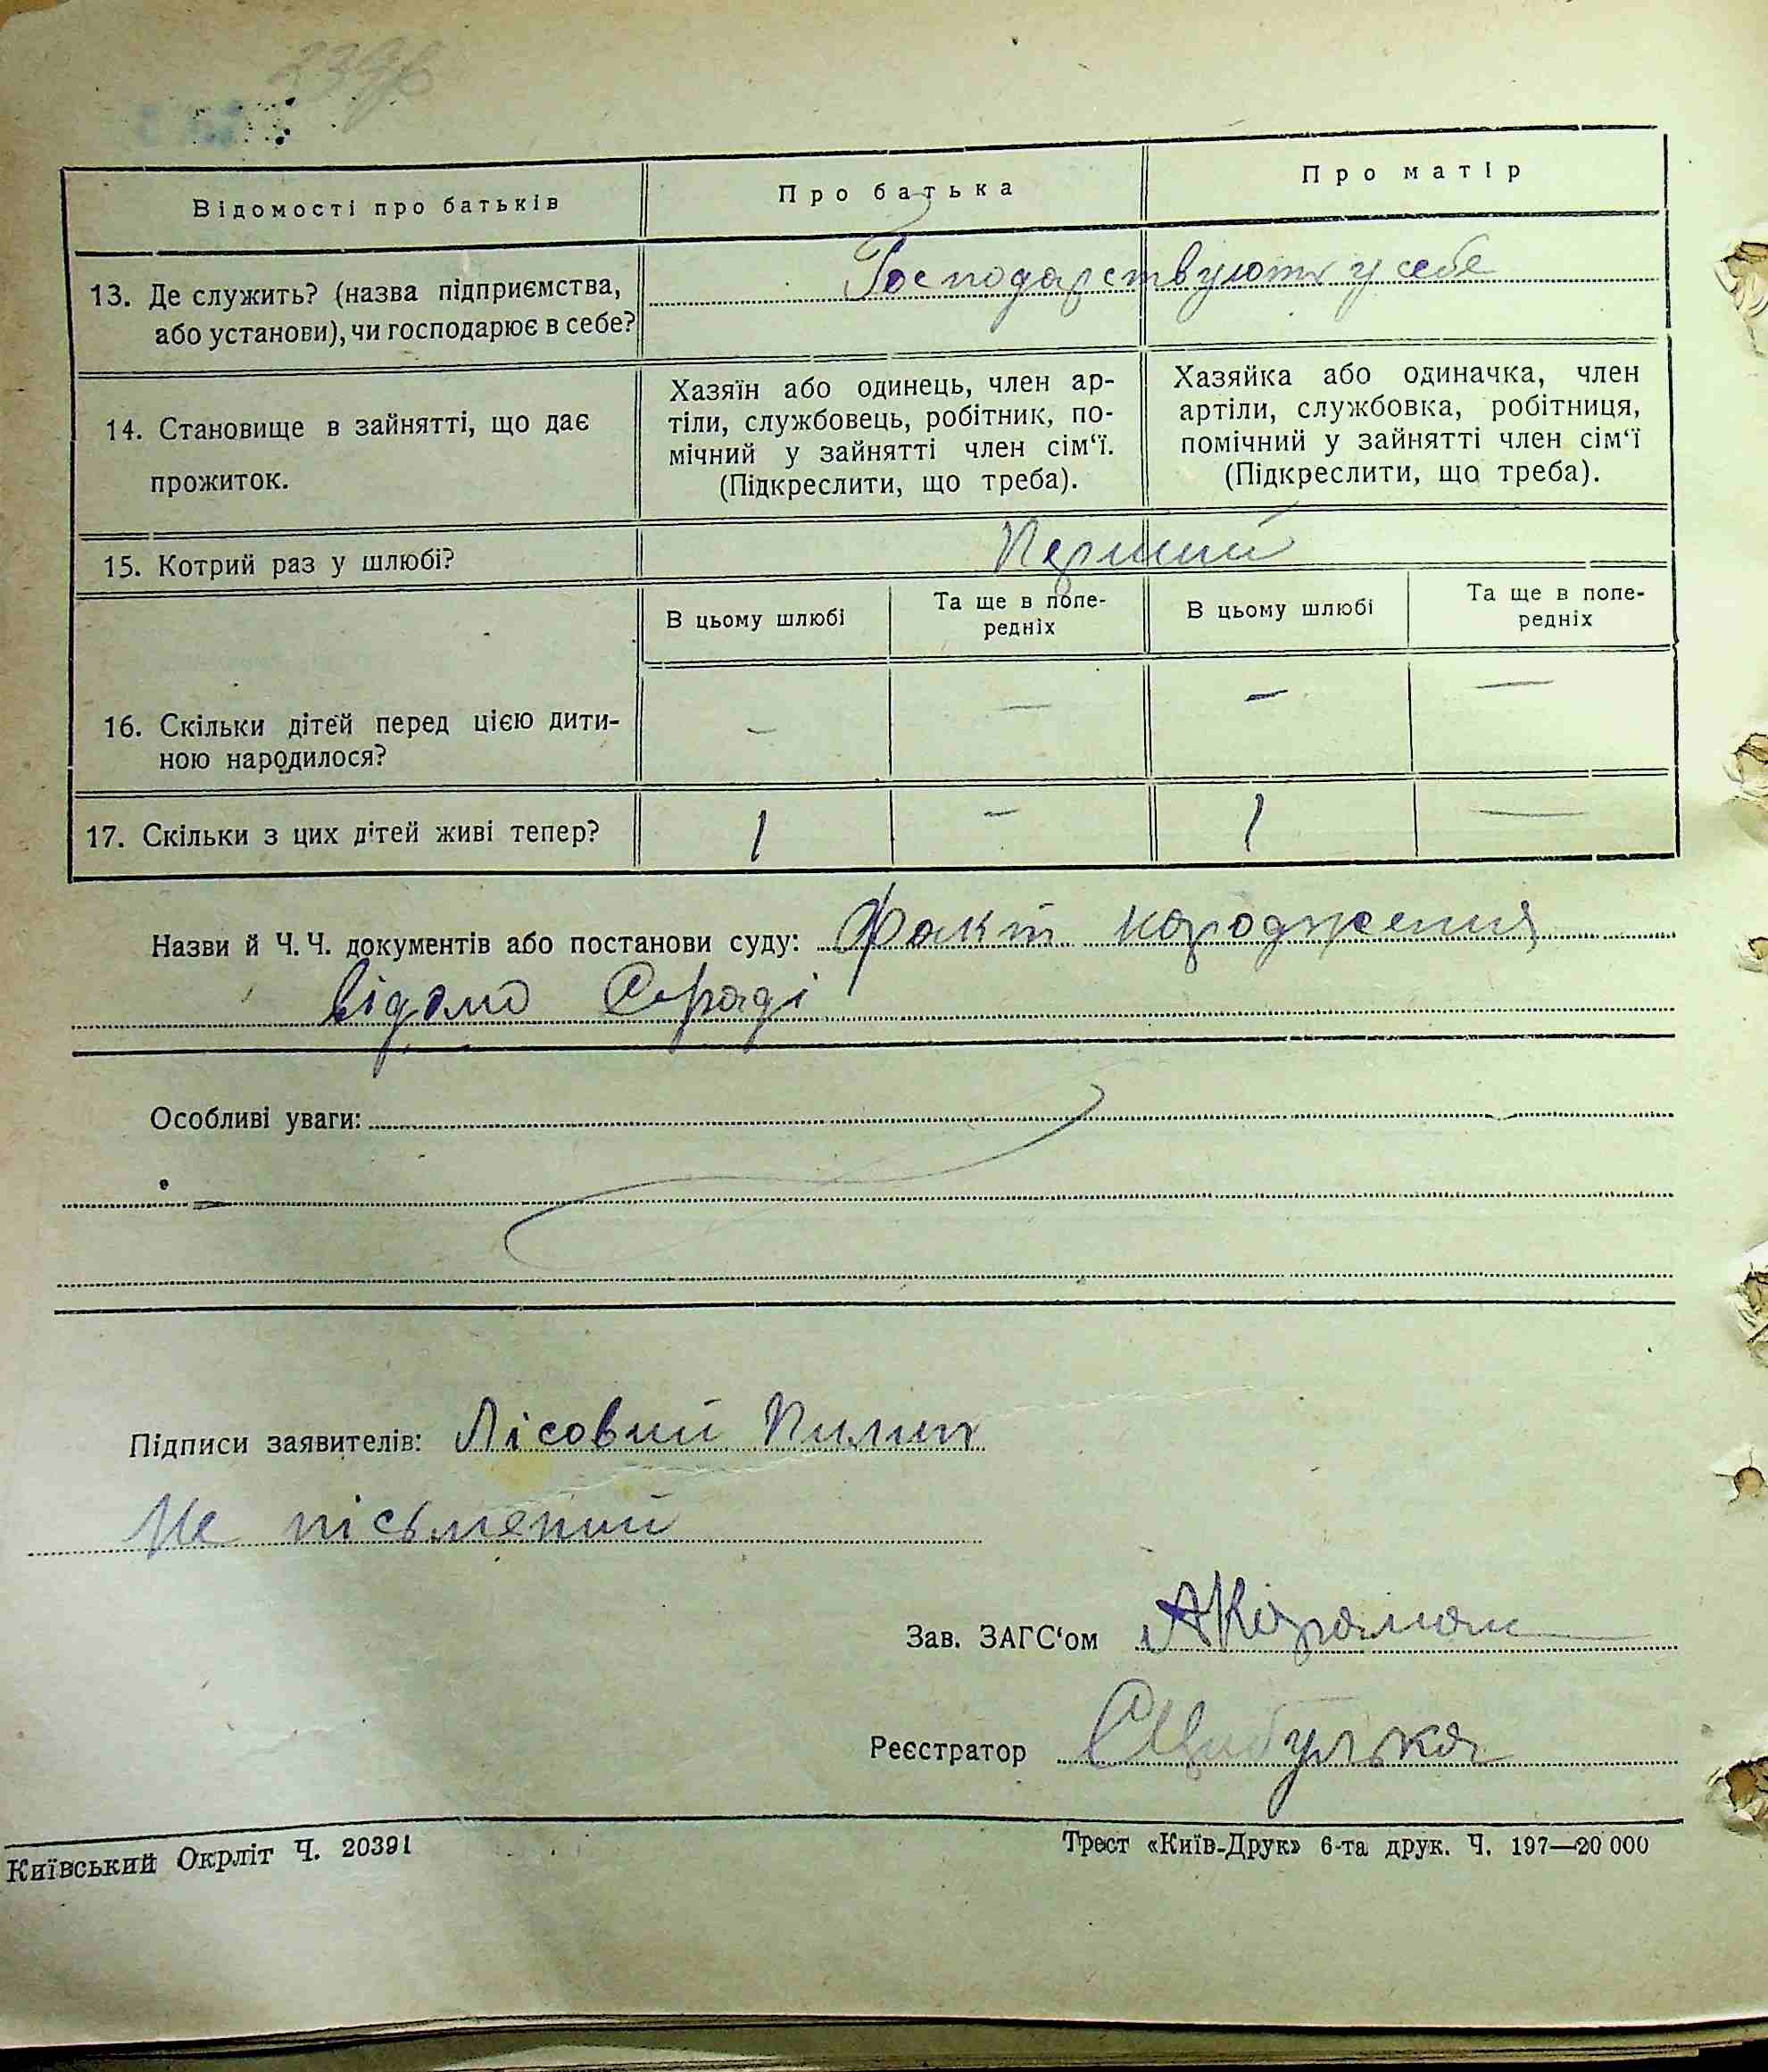 Відомості про батьків Про батька Про матір
13. Де служить? (назва підприємства, або установи), чи господарює в себе? Господарствують у себе
14. Становище в зайнятті, що дає прожиток.
Хазяїн або одинець, член ар-
тіли, службовець, робітник, по-
мічний у зайнятті член сім‘ї.
(Підкреслити, що треба).
Хазяйка або одиначка, член
артіли, службовка, робітниця,
помічний у зайнятті член сім‘ї
(Підкреслити, що треба).
15. Котрий раз у шлюбі? Перший
В цьому шлюбі
Та ще в попе-
редніх
В цьому шлюбі
Та ще в попе-
редніх
16. Скільки дітей перед цією дити-
ною народилося? — — — —
17. Скільки з цих дітей живі тепер? 1 — 1 —
Назви й Ч.Ч. документів або постанови суду: Факт народження
відомо С/раді
Особливі уваги:
Підписи заявителів: Лісовий Пилип
Не пісьмений
Зав. ЗАГС‘ом
Реєстратор Цибулька
Київський Окрліт Ч. 20391 Трест «Київ-Друк» 6-та друк. Ч. 197—20 000